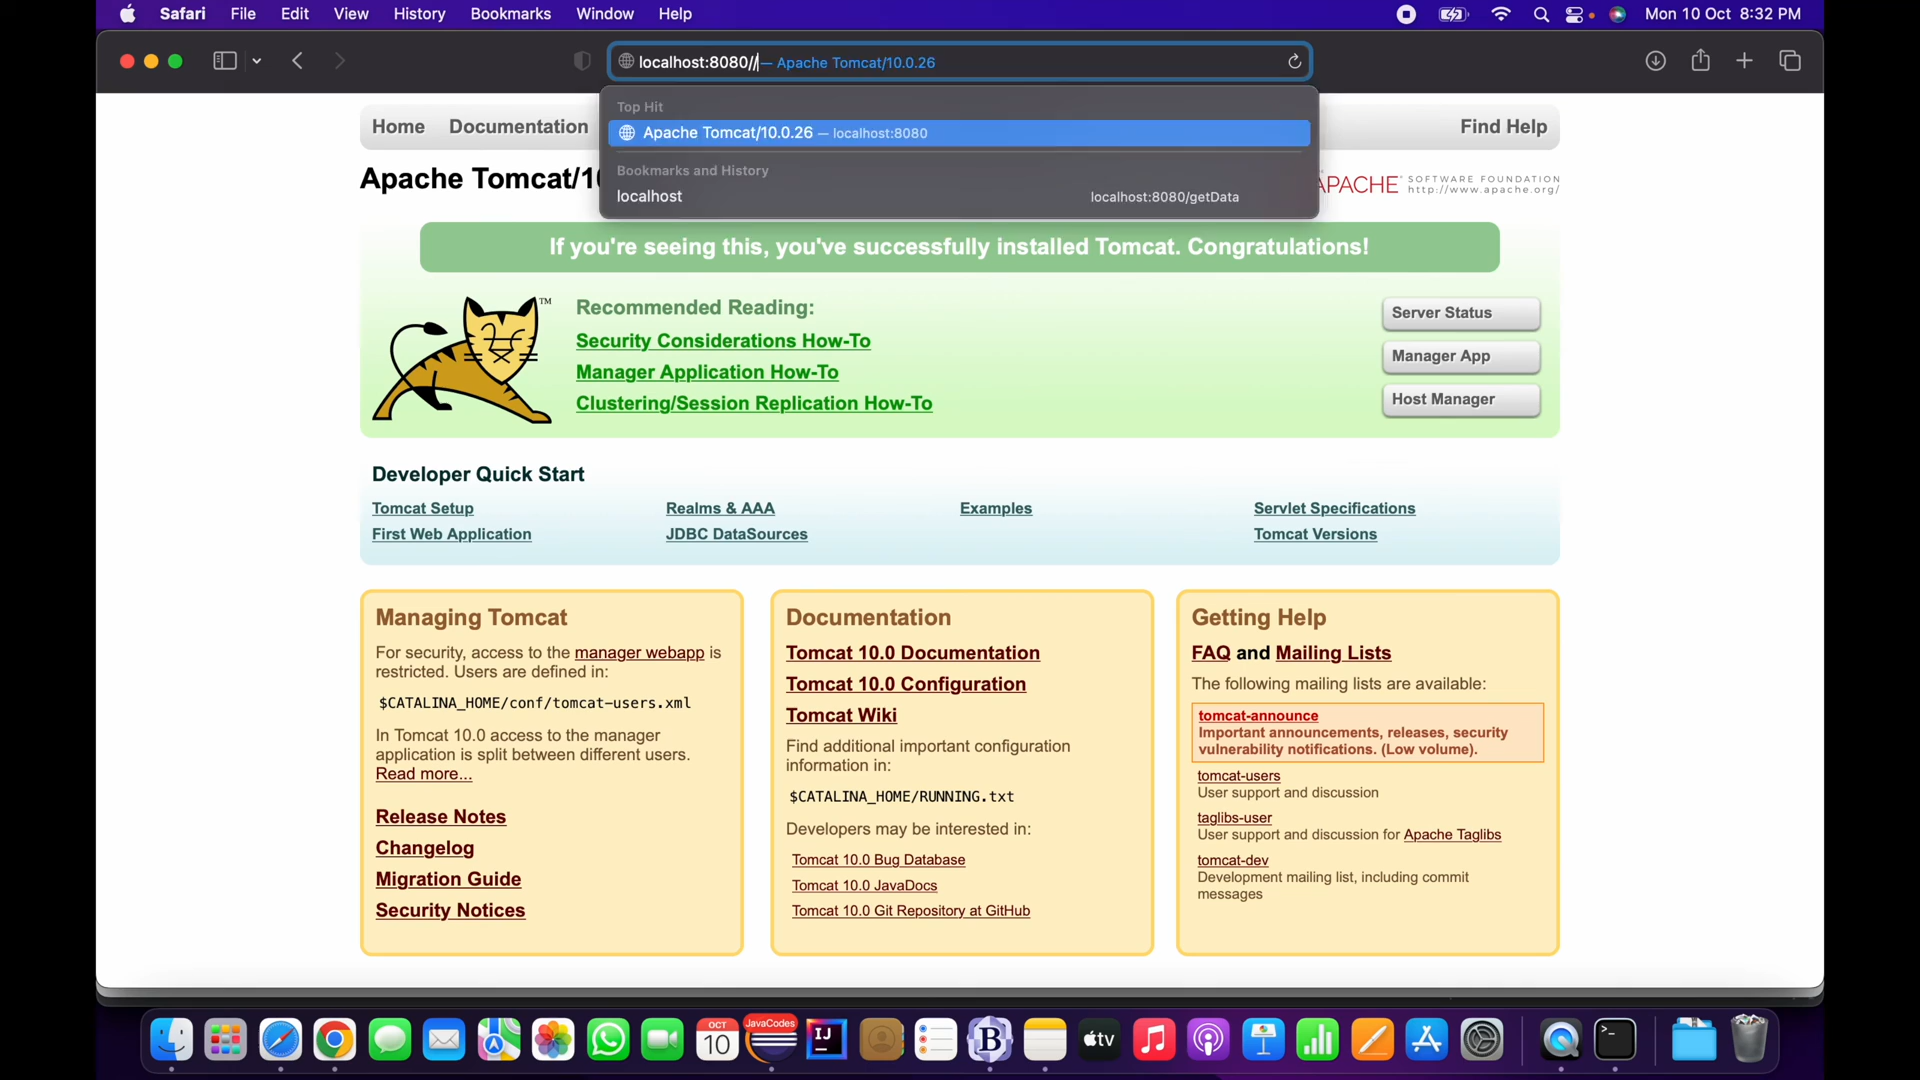 Safari File Edit View History Bookmarks Window Help Mon 10 Oct 8:32 PM
localhost:8080// — Apache Tomcat/10.0.26
Top Hit
Apache Tomcat/10.0.26 — localhost:8080
Bookmarks and History
localhost localhost:8080/getData
Home Documentation Find Help
Apache Tomcat/10
APACHE SOFTWARE FOUNDATION
http://www.apache.org/
If you're seeing this, you've successfully installed Tomcat. Congratulations!
TM
Recommended Reading:
Security Considerations How-To
Manager Application How-To
Clustering/Session Replication How-To
Server Status
Manager App
Host Manager
Developer Quick Start
Tomcat Setup
First Web Application
Realms & AAA
JDBC DataSources
Examples
Servlet Specifications
Tomcat Versions
Managing Tomcat
For security, access to the manager webapp is
restricted. Users are defined in:
$CATALINA_HOME/conf/tomcat-users.xml
In Tomcat 10.0 access to the manager
application is split between different users.
Read more...
Release Notes
Changelog
Migration Guide
Security Notices
Documentation
Tomcat 10.0 Documentation
Tomcat 10.0 Configuration
Tomcat Wiki
Find additional important configuration
information in:
$CATALINA_HOME/RUNNING.txt
Developers may be interested in:
Tomcat 10.0 Bug Database
Tomcat 10.0 JavaDocs
Tomcat 10.0 Git Repository at GitHub
Getting Help
FAQ and Mailing Lists
The following mailing lists are available:
tomcat-announce
Important announcements, releases, security
vulnerability notifications. (Low volume).
tomcat-users
User support and discussion
taglibs-user
User support and discussion for Apache Taglibs
tomcat-dev
Development mailing list, including commit
messages
OCT
10
JavaCodes
IJ
B
tv
>_